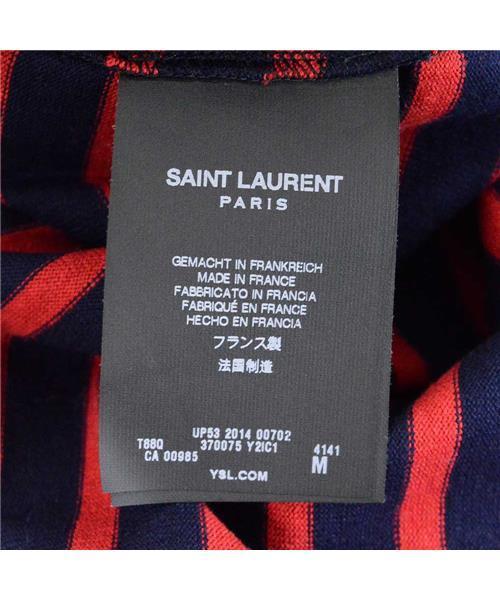 SAINT LAURENT
PARIS
GEMACHT IN FRANKREICH
MADE IN FRANCE
FABBRICATO IN FRANCIA
FABRIQUÉ EN FRANCE
HECHO EN FRANCIA
フランス製
法国制造
UP53 2014 00702
T88Q 370075 Y2IC1 4141
CA 00985 M
YSL.COM